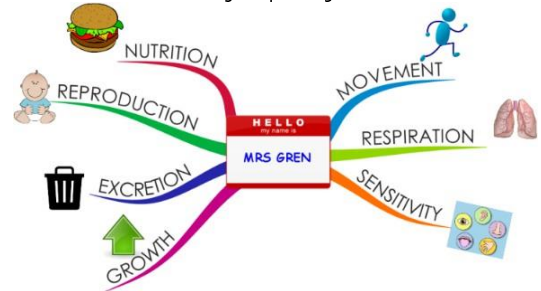 NUTRITION
REPRODUCTION
EXCRETION
GROWTH
HELLO
my name is
MRS GREN
MOVEMENT
RESPIRATION
SENSITIVITY